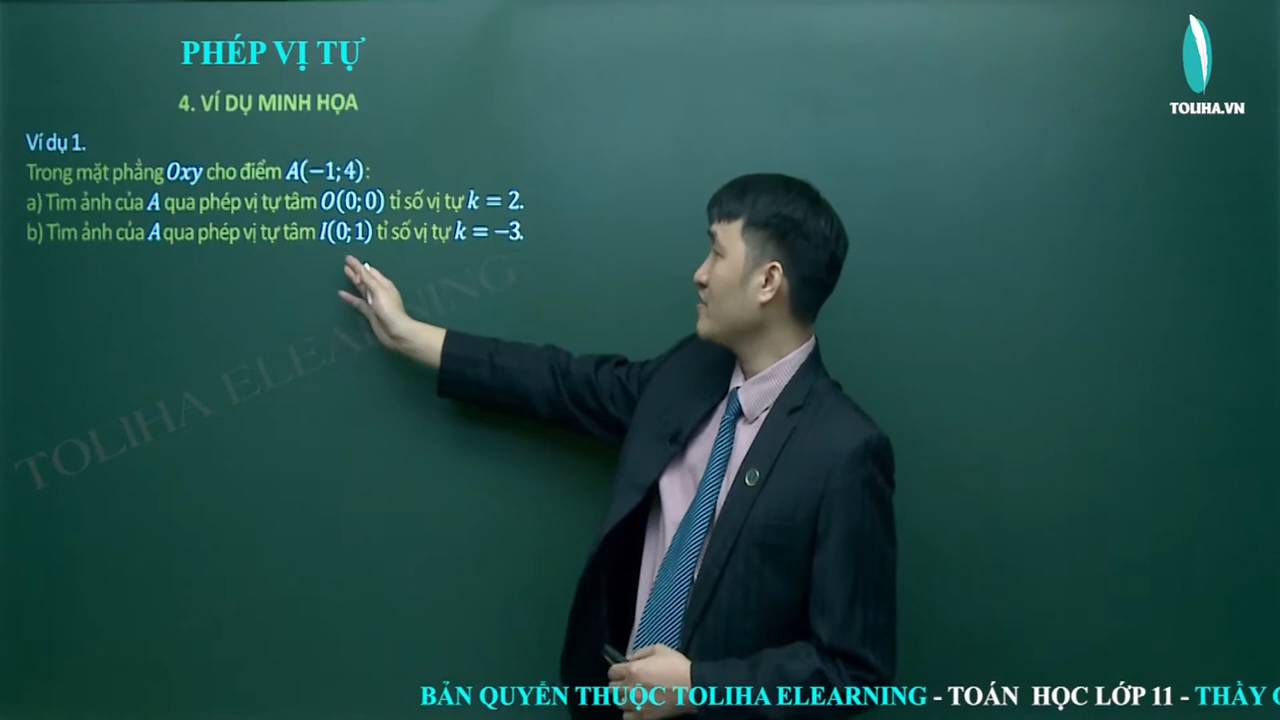 PHÉP VỊ TỰ
4. VÍ DỤ MINH HỌA
Ví dụ 1.
Trong mặt phẳng Oxy cho điểm A(−1; 4):
a) Tìm ảnh của A qua phép vị tự tâm O(0; 0) tỉ số vị tự k = 2.
b) Tìm ảnh của A qua phép vị tự tâm I(0; 1) tỉ số vị tự k = −3.
TOLIHA.VN
TOLIHA ELEARNING
BẢN QUYỀN THUỘC TOLIHA ELEARNING - TOÁN HỌC LỚP 11 - THẦY